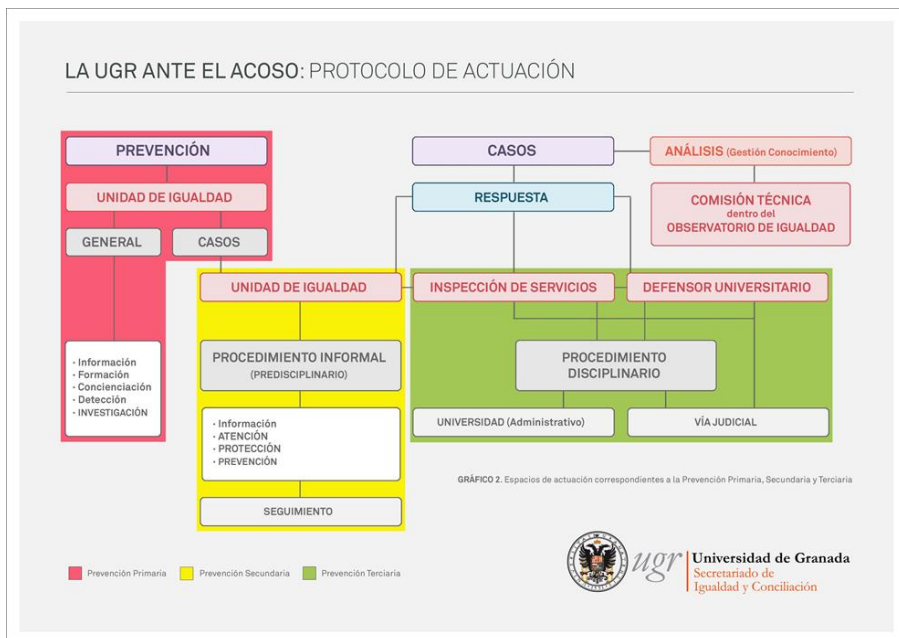 LA UGR ANTE EL ACOSO: PROTOCOLO DE ACTUACIÓN
PREVENCIÓN
UNIDAD DE IGUALDAD
GENERAL
CASOS
· Información
· Formación
· Concienciación
· Detección
· INVESTIGACIÓN
CASOS
ANÁLISIS (Gestión Conocimiento)
RESPUESTA
COMISIÓN TÉCNICA
dentro del
OBSERVATORIO DE IGUALDAD
UNIDAD DE IGUALDAD
INSPECCIÓN DE SERVICIOS
DEFENSOR UNIVERSITARIO
PROCEDIMIENTO INFORMAL
(PREDISCIPLINARIO)
PROCEDIMIENTO
DISCIPLINARIO
· Información
· ATENCIÓN
· PROTECCIÓN
· PREVENCIÓN
UNIVERSIDAD (Administrativo)
VÍA JUDICIAL
SEGUIMIENTO
GRÁFICO 2. Espacios de actuación correspondientes a la Prevención Primaria, Secundaria y Terciaria
Prevención Primaria
Prevención Secundaria
Prevención Terciaria
ugr
Universidad de Granada
Secretariado de
Igualdad y Conciliación